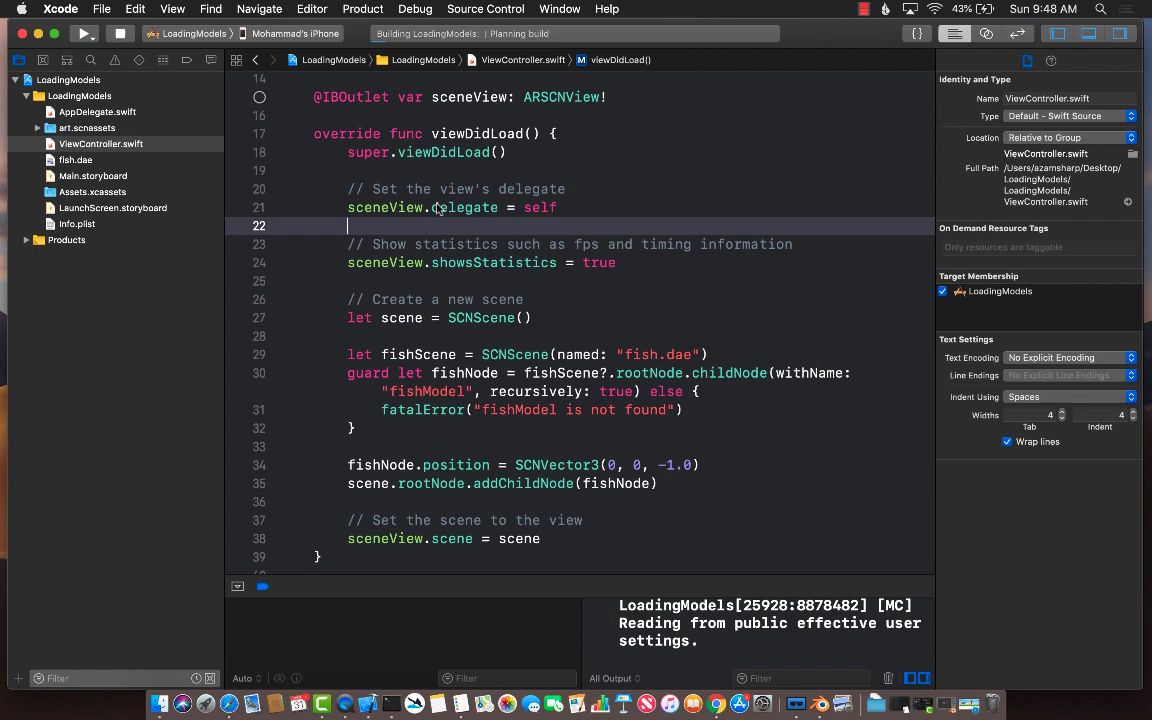 Xcode File Edit View Find Navigate Editor Product Debug Source Control Window Help 43% Sun 9:48 AM
LoadingModels Mohammad's iPhone Building LoadingModels: Planning build {}
LoadingModels LoadingModels ViewController.swift M viewDidLoad()
LoadingModels
LoadingModels
AppDelegate.swift
art.scnassets
ViewController.swift
fish.dae
Main.storyboard
Assets.xcassets
LaunchScreen.storyboard
Info.plist
Products
14
@IBOutlet var sceneView: ARSCNView!
16
17 override func viewDidLoad() {
18 super.viewDidLoad()
19
20 // Set the view's delegate
21 sceneView.delegate = self
22
23 // Show statistics such as fps and timing information
24 sceneView.showsStatistics = true
25
26 // Create a new scene
27 let scene = SCNScene()
28
29 let fishScene = SCNScene(named: "fish.dae")
30 guard let fishNode = fishScene?.rootNode.childNode(withName:
"fishModel", recursively: true) else {
31 fatalError("fishModel is not found")
32 }
33
34 fishNode.position = SCNVector3(0, 0, -1.0)
35 scene.rootNode.addChildNode(fishNode)
36
37 // Set the scene to the view
38 sceneView.scene = scene
39 }
Identity and Type
Name ViewController.swift
Type Default - Swift Source
Location Relative to Group
ViewController.swift
Full Path /Users/azamsharp/Desktop/
LoadingModels/
LoadingModels/
ViewController.swift
On Demand Resource Tags
Only resources are taggable
Target Membership
LoadingModels
Text Settings
Text Encoding No Explicit Encoding
Line Endings No Explicit Line Endings
Indent Using Spaces
Widths 4 4
Tab Indent
Wrap lines
LoadingModels[25928:8878482] [MC]
Reading from public effective user
settings.
Filter Auto Filter All Output Filter